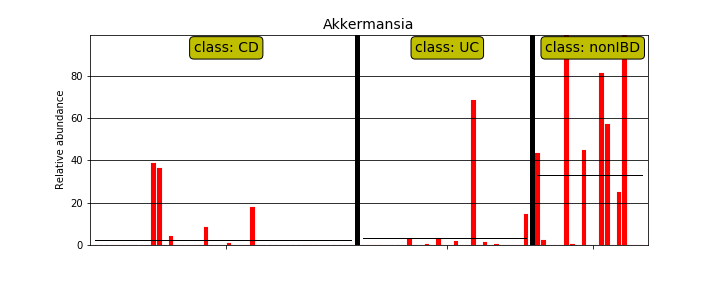 Akkermansia
class: CD
class: UC
class: nonIBD
Relative abundance
80
60
40
20
0